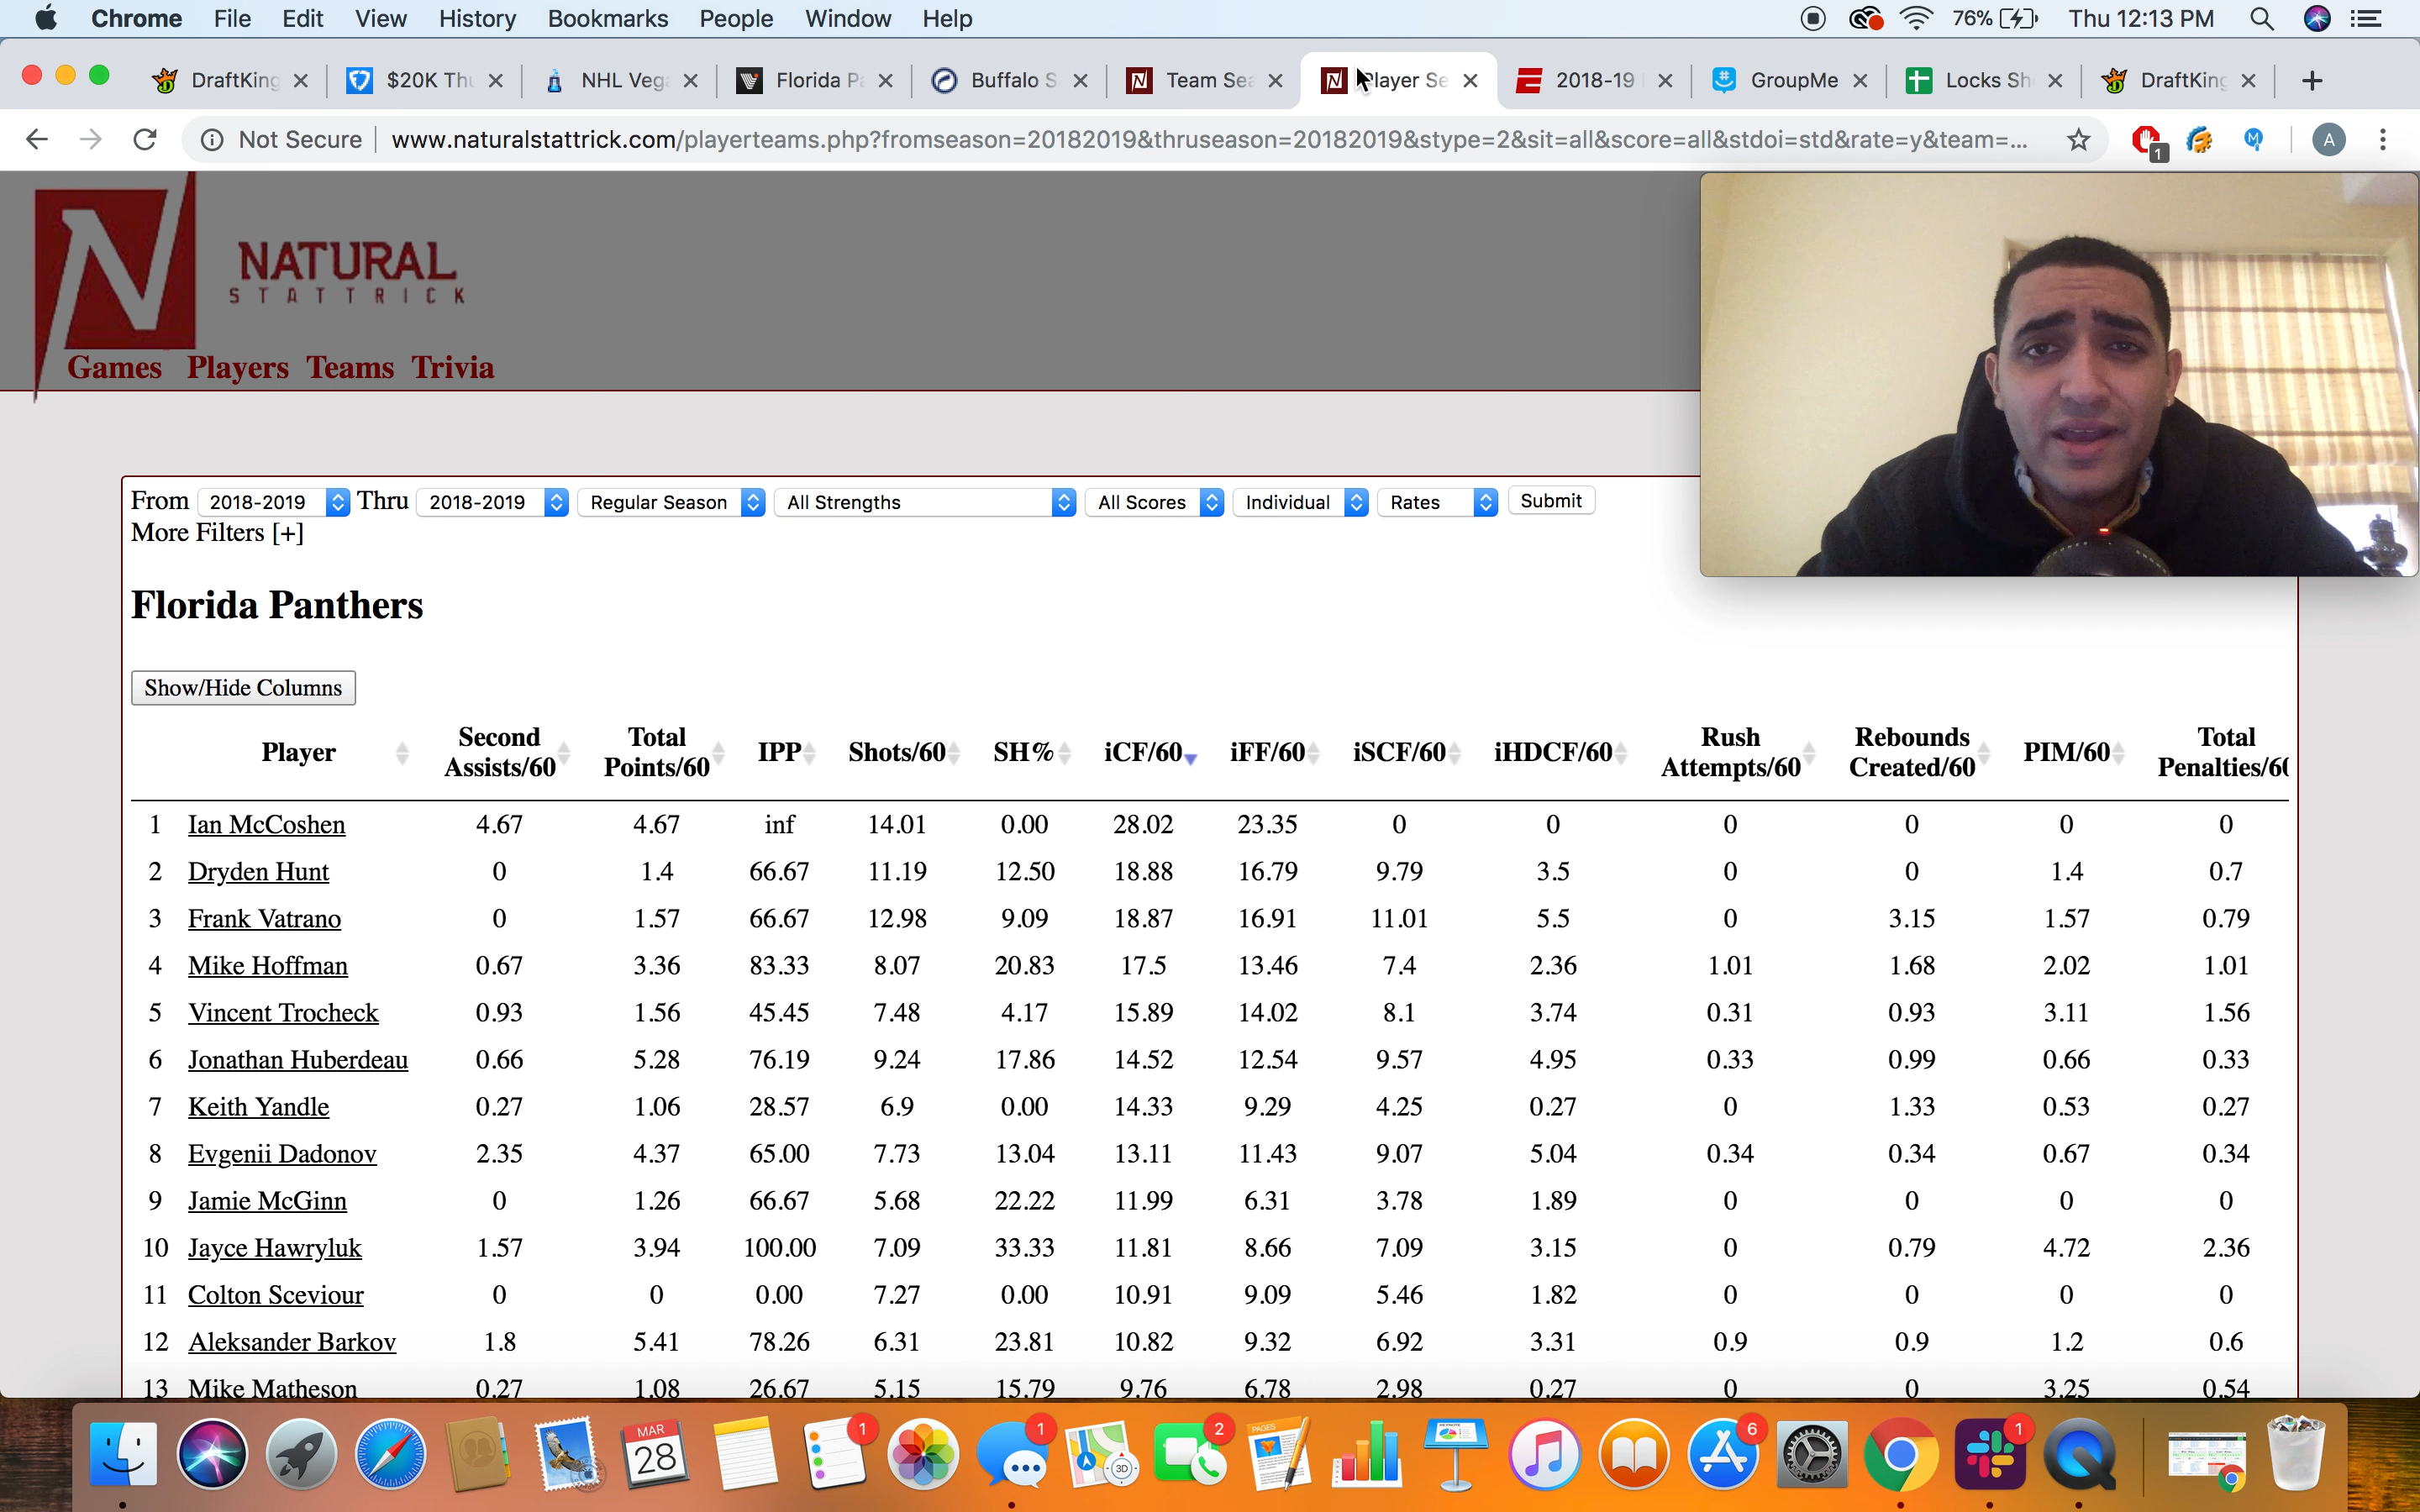 Chrome File Edit View History Bookmarks People Window Help 76% Thu 12:13 PM
DraftKing $20K Thu NHL Vega Florida Pa Buffalo S Team Sea Player Se 2018-19 GroupMe Locks Sh DraftKing
Not Secure www.naturalstattrick.com/playerteams.php?fromseason=20182019&thruseason=20182019&stype=2&sit=all&score=all&stdoi=std&rate=y&team=... 1 A
N
NATURAL
STATTRICK
Games Players Teams Trivia
From 2018-2019 Thru 2018-2019 Regular Season All Strengths All Scores Individual Rates Submit
More Filters [+]
Florida Panthers
Show/Hide Columns
Player Second Assists/60 Total Points/60 IPP Shots/60 SH% iCF/60 iFF/60 iSCF/60 iHDCF/60 Rush Attempts/60 Rebounds Created/60 PIM/60 Total Penalties/60
1 Ian McCoshen 4.67 4.67 inf 14.01 0.00 28.02 23.35 0 0 0 0 0 0
2 Dryden Hunt 0 1.4 66.67 11.19 12.50 18.88 16.79 9.79 3.5 0 0 1.4 0.7
3 Frank Vatrano 0 1.57 66.67 12.98 9.09 18.87 16.91 11.01 5.5 0 3.15 1.57 0.79
4 Mike Hoffman 0.67 3.36 83.33 8.07 20.83 17.5 13.46 7.4 2.36 1.01 1.68 2.02 1.01
5 Vincent Trocheck 0.93 1.56 45.45 7.48 4.17 15.89 14.02 8.1 3.74 0.31 0.93 3.11 1.56
6 Jonathan Huberdeau 0.66 5.28 76.19 9.24 17.86 14.52 12.54 9.57 4.95 0.33 0.99 0.66 0.33
7 Keith Yandle 0.27 1.06 28.57 6.9 0.00 14.33 9.29 4.25 0.27 0 1.33 0.53 0.27
8 Evgenii Dadonov 2.35 4.37 65.00 7.73 13.04 13.11 11.43 9.07 5.04 0.34 0.34 0.67 0.34
9 Jamie McGinn 0 1.26 66.67 5.68 22.22 11.99 6.31 3.78 1.89 0 0 0 0
10 Jayce Hawryluk 1.57 3.94 100.00 7.09 33.33 11.81 8.66 7.09 3.15 0 0.79 4.72 2.36
11 Colton Sceviour 0 0 0.00 7.27 0.00 10.91 9.09 5.46 1.82 0 0 0 0
12 Aleksander Barkov 1.8 5.41 78.26 6.31 23.81 10.82 9.32 6.92 3.31 0.9 0.9 1.2 0.6
13 Mike Matheson 0.27 1.08 26.67 5.15 15.79 9.76 6.78 2.98 0.27 0 0 3.25 0.54
MAR 28 1 1 3D 2 PAGES 6 1